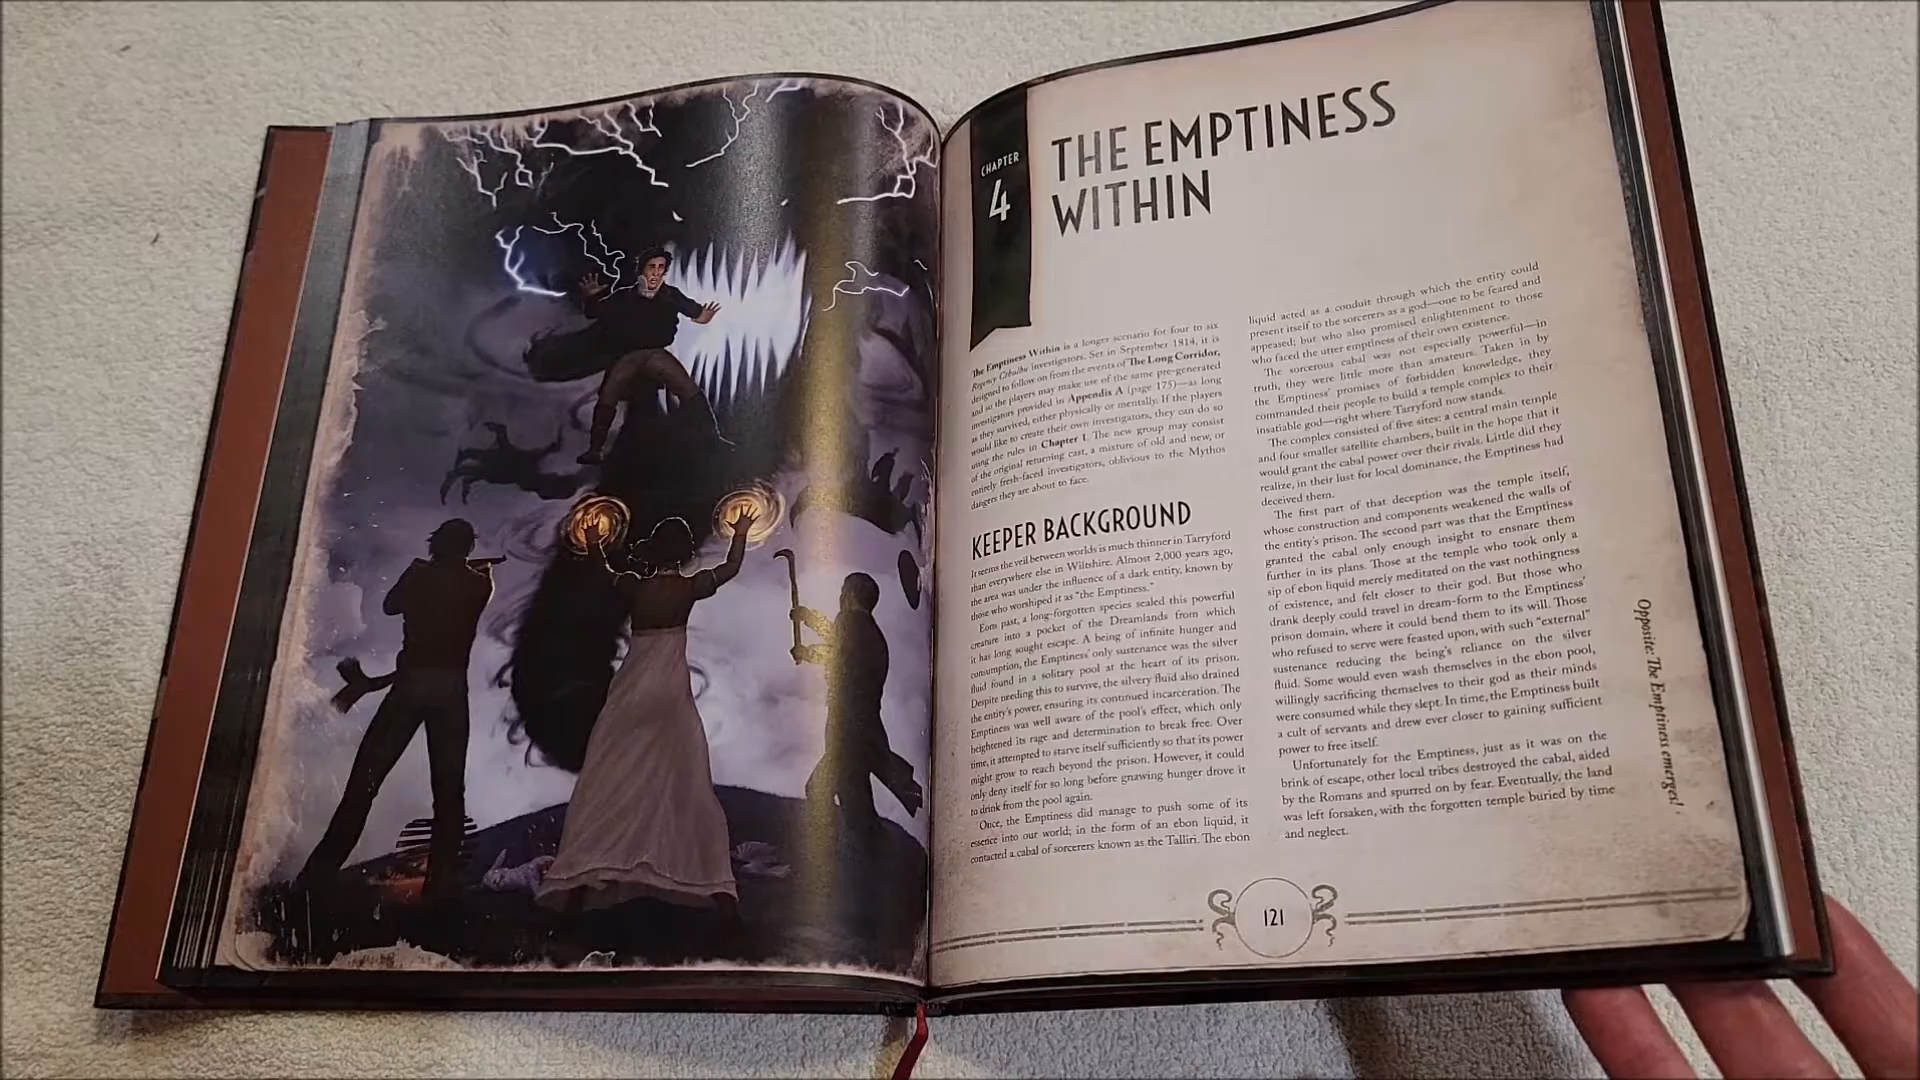 CHAPTER
4
THE EMPTINESS
WITHIN
The Emptiness Within is a longer scenario for four to six
Regency Cthulhu investigators. Set in September 1814, it is
designed to follow on from the events of The Long Corridor,
and so the players may make use of the same pre-generated
investigators provided in Appendix A (page 175)—as long
as they survived, either physically or mentally. If the players
would like to create their own investigators, they can do so
using the rules in Chapter 1. The new group may consist
of the original returning cast, a mixture of old and new, or
entirely fresh-faced investigators, oblivious to the Mythos
dangers they are about to face.
KEEPER BACKGROUND
It seems the veil between worlds is much thinner in Tarryford
than everywhere else in Wiltshire. Almost 2,000 years ago,
the area was under the influence of a dark entity, known by
those who worshiped it as "the Emptiness."
Eons past, a long-forgotten species sealed this powerful
creature into a pocket of the Dreamlands from which
it has long sought escape. A being of infinite hunger and
consumption, the Emptiness' only sustenance was the silver
fluid found in a solitary pool at the heart of its prison.
Despite needing this to survive, the silvery fluid also drained
the entity's power, ensuring its continued incarceration. The
Emptiness was well aware of the pool's effect, which only
heightened its rage and determination to break free. Over
time, it attempted to starve itself sufficiently so that its power
might grow to reach beyond the prison. However, it could
only deny itself for so long before gnawing hunger drove it
to drink from the pool again.
Once, the Emptiness did manage to push some of its
essence into our world; in the form of an ebon liquid, it
contacted a cabal of sorcerers known as the Talliri. The ebon
liquid acted as a conduit through which the entity could
present itself to the sorcerers as a god—one to be feared and
appeased; but who also promised enlightenment to those
who faced the utter emptiness of their own existence.
The sorcerous cabal was not especially powerful—in
truth, they were little more than amateurs. Taken in by
the Emptiness' promises of forbidden knowledge, they
commanded their people to build a temple complex to their
insatiable god—right where Tarryford now stands.
The complex consisted of five sites: a central main temple
and four smaller satellite chambers, built in the hope that it
would grant the cabal power over their rivals. Little did they
realize, in their lust for local dominance, the Emptiness had
deceived them.
The first part of that deception was the temple itself,
whose construction and components weakened the walls of
the entity's prison. The second part was that the Emptiness
granted the cabal only enough insight to ensnare them
further in its plans. Those at the temple who took only a
sip of ebon liquid merely meditated on the vast nothingness
of existence, and felt closer to their god. But those who
drank deeply could travel in dream-form to the Emptiness'
prison domain, where it could bend them to its will. Those
who refused to serve were feasted upon, with such "external"
sustenance reducing the being's reliance on the silver
fluid. Some would even wash themselves in the ebon pool,
willingly sacrificing themselves to their god as their minds
were consumed while they slept. In time, the Emptiness built
a cult of servants and drew ever closer to gaining sufficient
power to free itself.
Unfortunately for the Emptiness, just as it was on the
brink of escape, other local tribes destroyed the cabal, aided
by the Romans and spurred on by fear. Eventually, the land
was left forsaken, with the forgotten temple buried by time
and neglect.
Opposite: The Emptiness emerges!
121